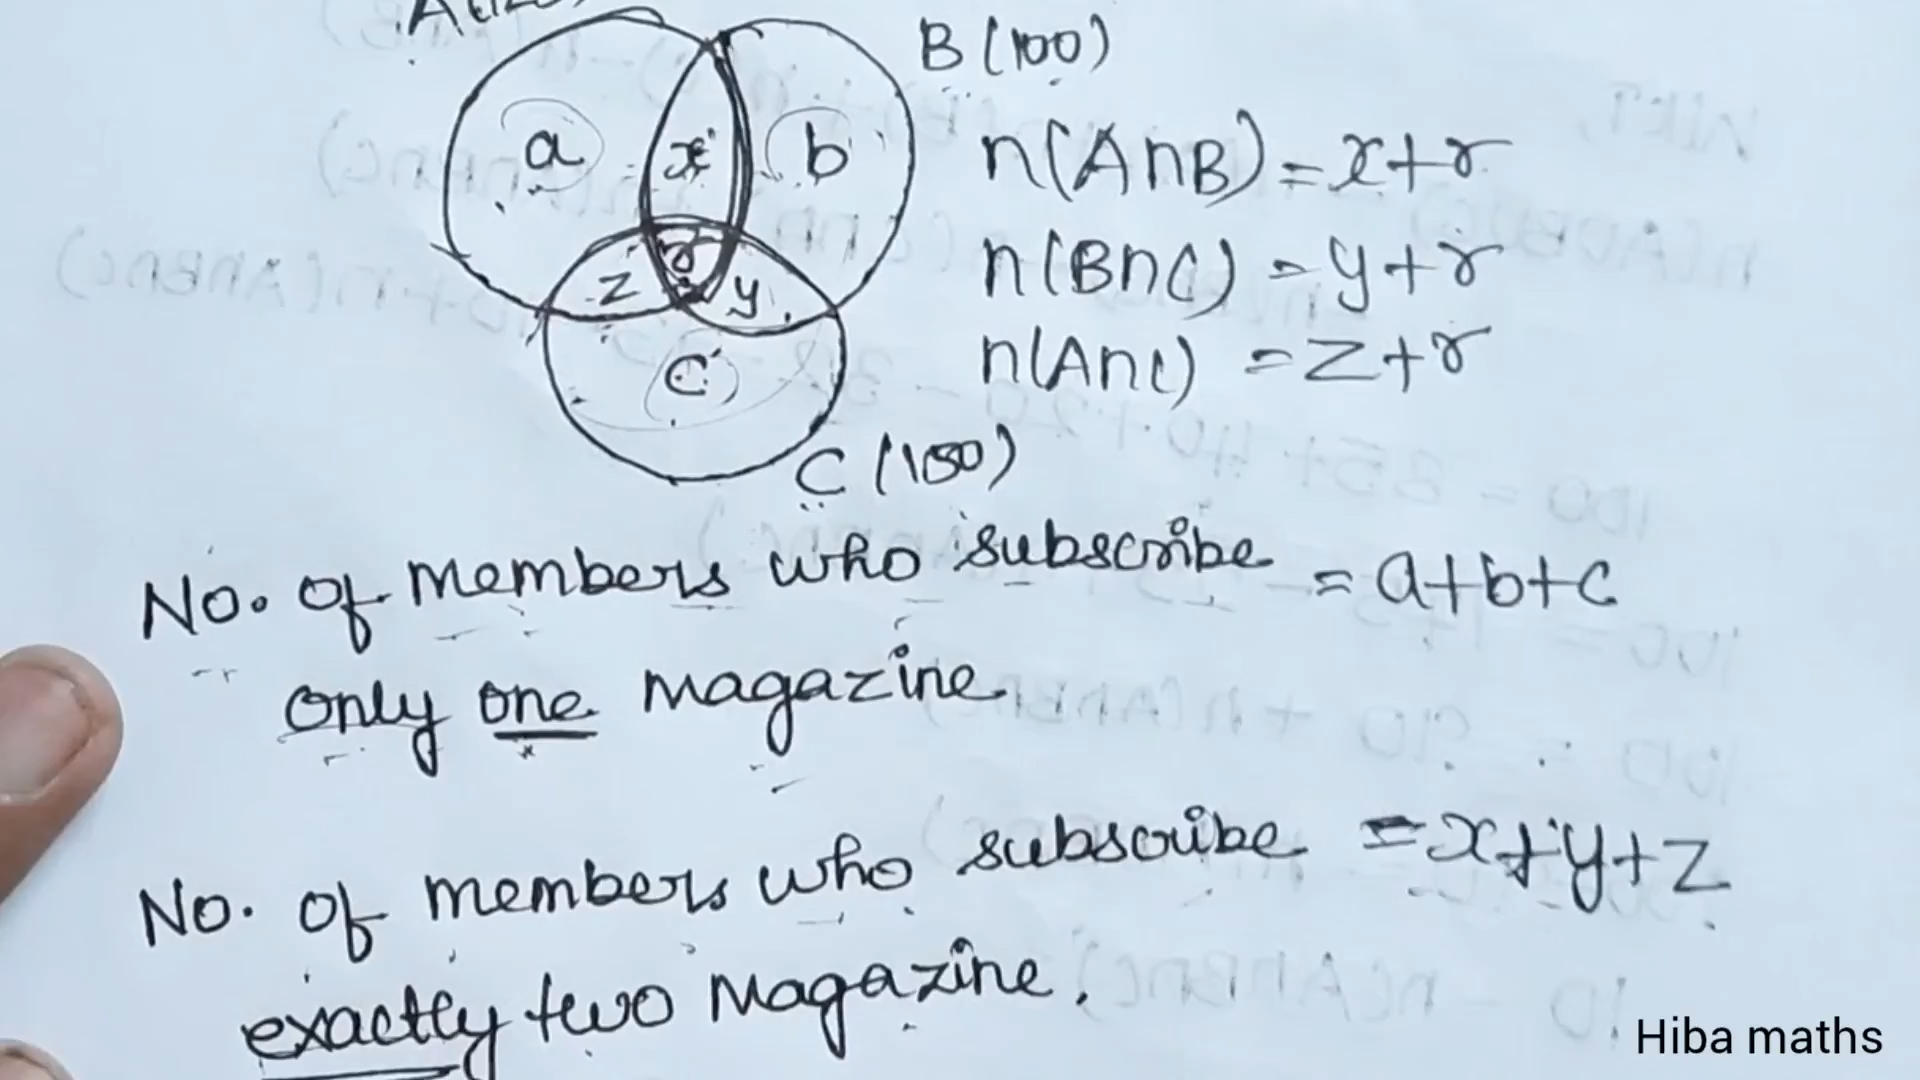 B (100)
a x b
n(A∩B) = x+r
z r y
n(B∩C) = y+r
C
n(A∩C) = z+r
C (150)
No. of members who subscribe = a+b+c
only one magazine
No. of members who subscribe = x+y+z
exactly two magazine.
Hiba maths